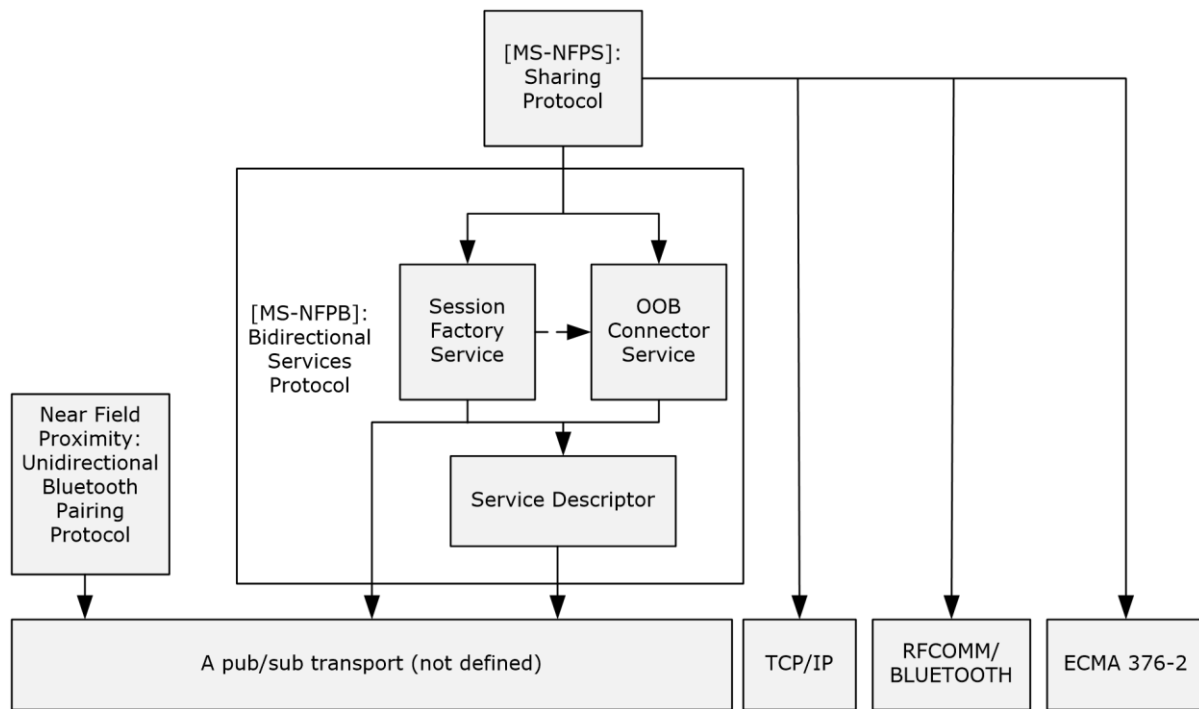 [MS-NFPS]:
Sharing
Protocol
[MS-NFPB]:
Bidirectional
Services
Protocol
Session
Factory
Service
OOB
Connector
Service
Near Field
Proximity:
Unidirectional
Bluetooth
Pairing
Protocol
Service Descriptor
A pub/sub transport (not defined)
TCP/IP
RFCOMM/
BLUETOOTH
ECMA 376-2